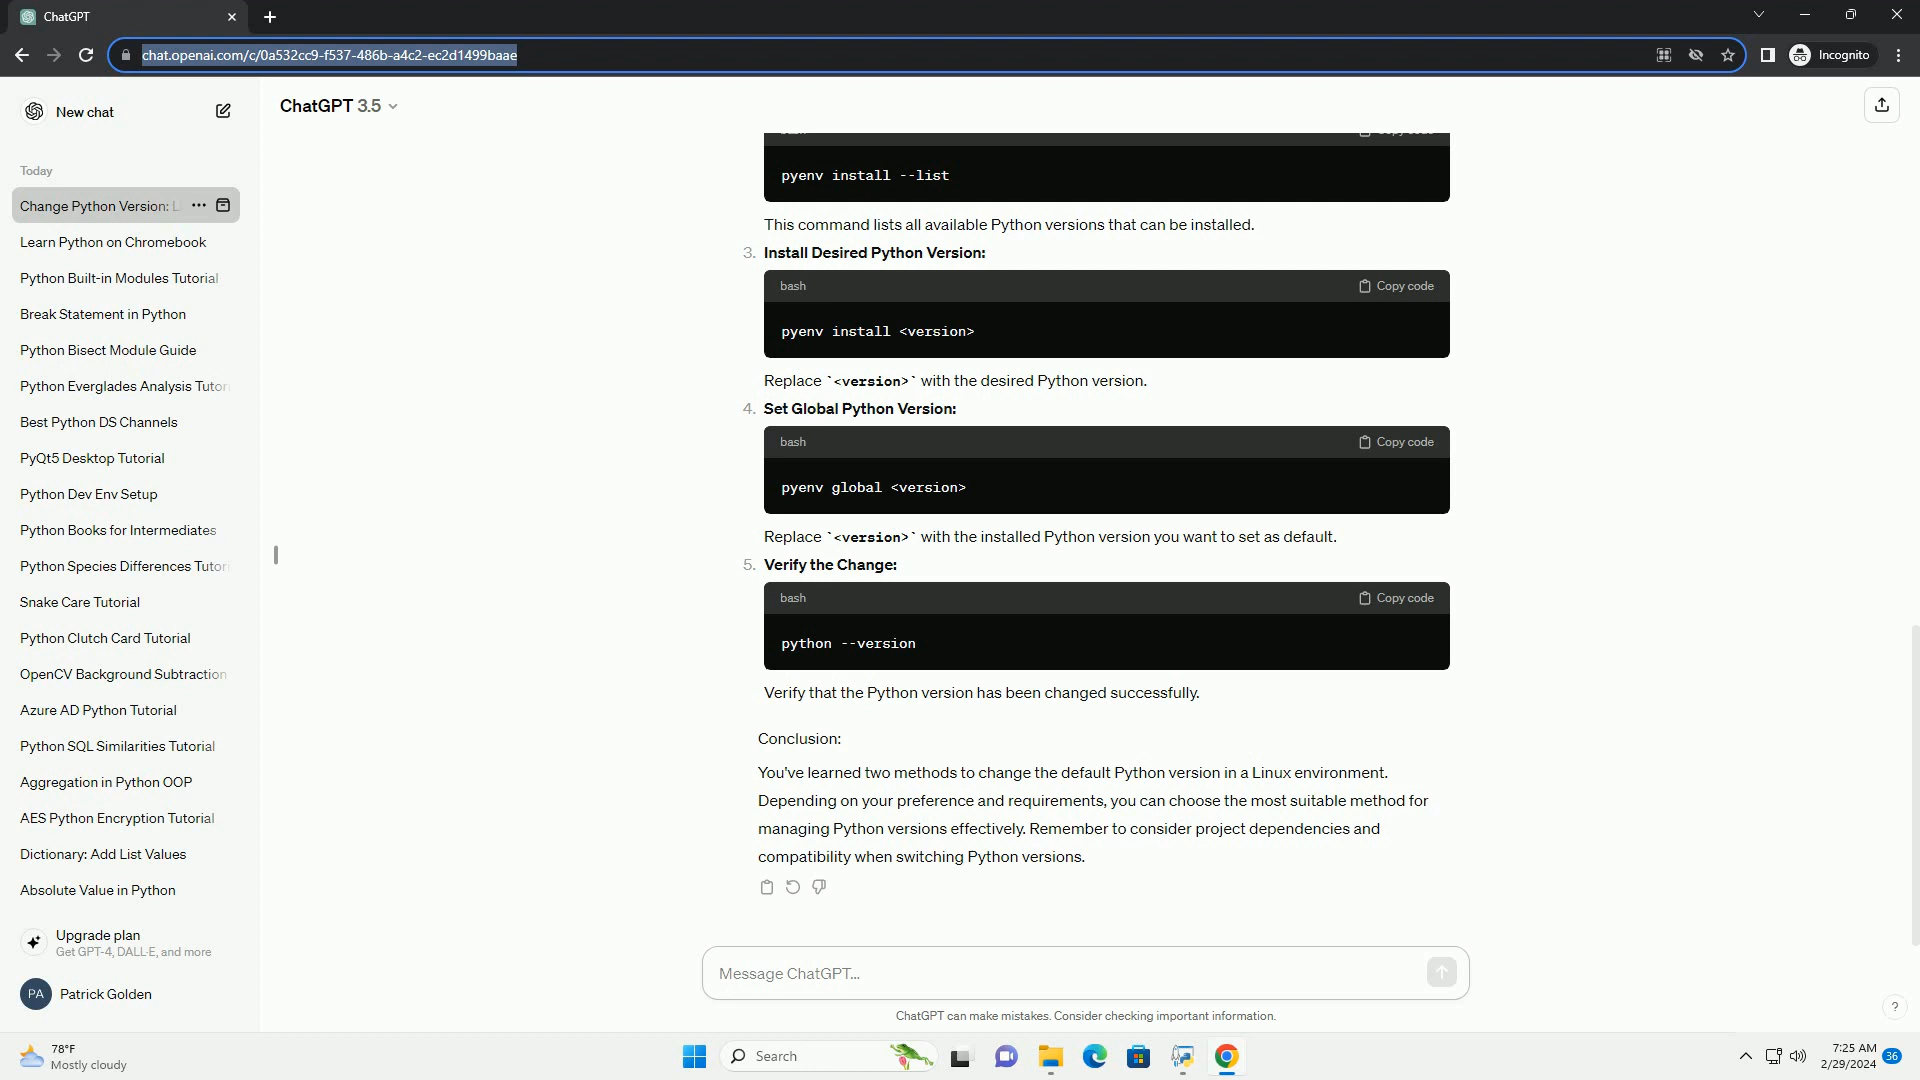 ChatGPT
chat.openai.com/c/0a532cc9-f537-486b-a4c2-ec2d1499baae
Incognito
New chat
ChatGPT 3.5
Today
Change Python Version: L
Learn Python on Chromebook
Python Built-in Modules Tutorial
Break Statement in Python
Python Bisect Module Guide
Python Everglades Analysis Tutor
Best Python DS Channels
PyQt5 Desktop Tutorial
Python Dev Env Setup
Python Books for Intermediates
Python Species Differences Tutor
Snake Care Tutorial
Python Clutch Card Tutorial
OpenCV Background Subtraction
Azure AD Python Tutorial
Python SQL Similarities Tutorial
Aggregation in Python OOP
AES Python Encryption Tutorial
Dictionary: Add List Values
Absolute Value in Python
Upgrade plan
Get GPT-4, DALL·E, and more
PA
Patrick Golden
pyenv install --list
This command lists all available Python versions that can be installed.
3. Install Desired Python Version:
bash
Copy code
pyenv install <version>
Replace `<version>` with the desired Python version.
4. Set Global Python Version:
bash
Copy code
pyenv global <version>
Replace `<version>` with the installed Python version you want to set as default.
5. Verify the Change:
bash
Copy code
python --version
Verify that the Python version has been changed successfully.
Conclusion:
You've learned two methods to change the default Python version in a Linux environment.
Depending on your preference and requirements, you can choose the most suitable method for
managing Python versions effectively. Remember to consider project dependencies and
compatibility when switching Python versions.
Message ChatGPT...
ChatGPT can make mistakes. Consider checking important information.
?
78°F
Mostly cloudy
Search
7:25 AM
2/29/2024
36